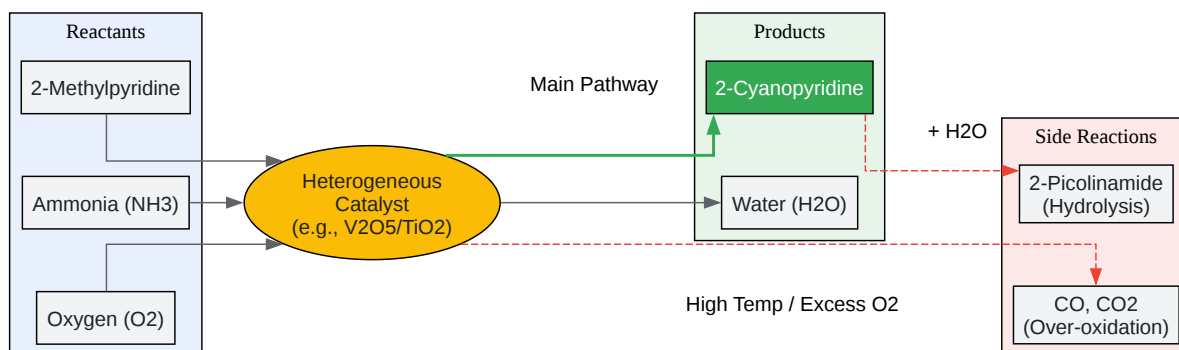 Reactants
2-Methylpyridine
Ammonia (NH3)
Oxygen (O2)
Heterogeneous
Catalyst
(e.g., V2O5/TiO2)
Main Pathway
Products
2-Cyanopyridine
Water (H2O)
+ H2O
High Temp / Excess O2
Side Reactions
2-Picolinamide
(Hydrolysis)
CO, CO2
(Over-oxidation)